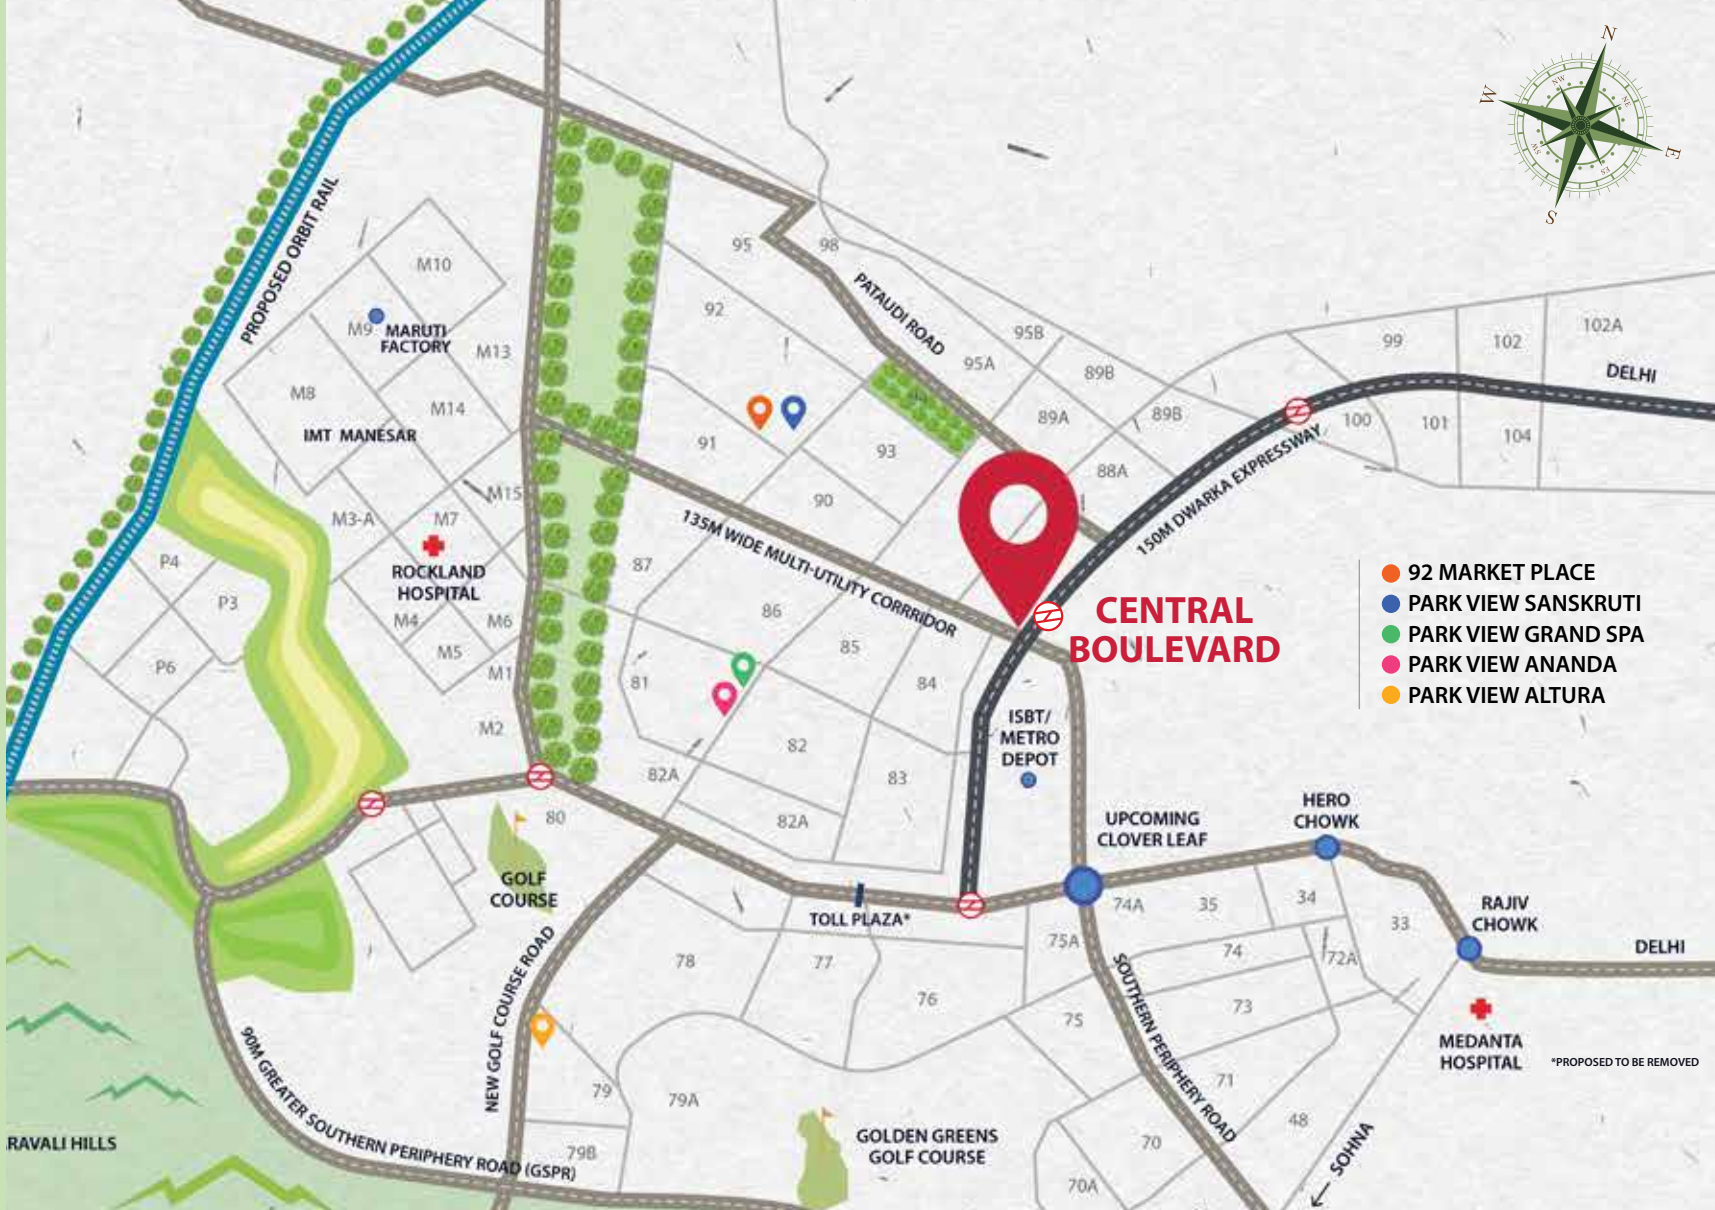 N
NW
NE
W
E
SW
ES
S
PROPOSED ORBIT RAIL
M10
M9
MARUTI
FACTORY
M13
M8
M14
IMT MANESAR
M15
M3-A
M7
ROCKLAND
HOSPITAL
M4
M6
M5
M1
M2
P4
P3
P6
95
98
92
PATAUDI ROAD
95B
95A
89B
99
102
102A
DELHI
91
93
89A
89B
100
101
104
90
88A
150M DWARKA EXPRESSWAY
135M WIDE MULTI-UTILITY CORRRIDOR
87
86
85
84
81
82
83
82A
82A
80
CENTRAL
BOULEVARD
92 MARKET PLACE
PARK VIEW SANSKRUTI
PARK VIEW GRAND SPA
PARK VIEW ANANDA
PARK VIEW ALTURA
ISBT/
METRO
DEPOT
UPCOMING
CLOVER LEAF
HERO
CHOWK
RAJIV
CHOWK
DELHI
GOLF
COURSE
TOLL PLAZA*
74A
35
34
33
75A
74
72A
78
77
76
75
73
71
48
70
70A
79
79A
79B
NEW GOLF COURSE ROAD
SOUTHERN PERIPHERY ROAD
90M GREATER SOUTHERN PERIPHERY ROAD (GSPR)
MEDANTA
HOSPITAL
*PROPOSED TO BE REMOVED
RAVALI HILLS
GOLDEN GREENS
GOLF COURSE
SOHNA